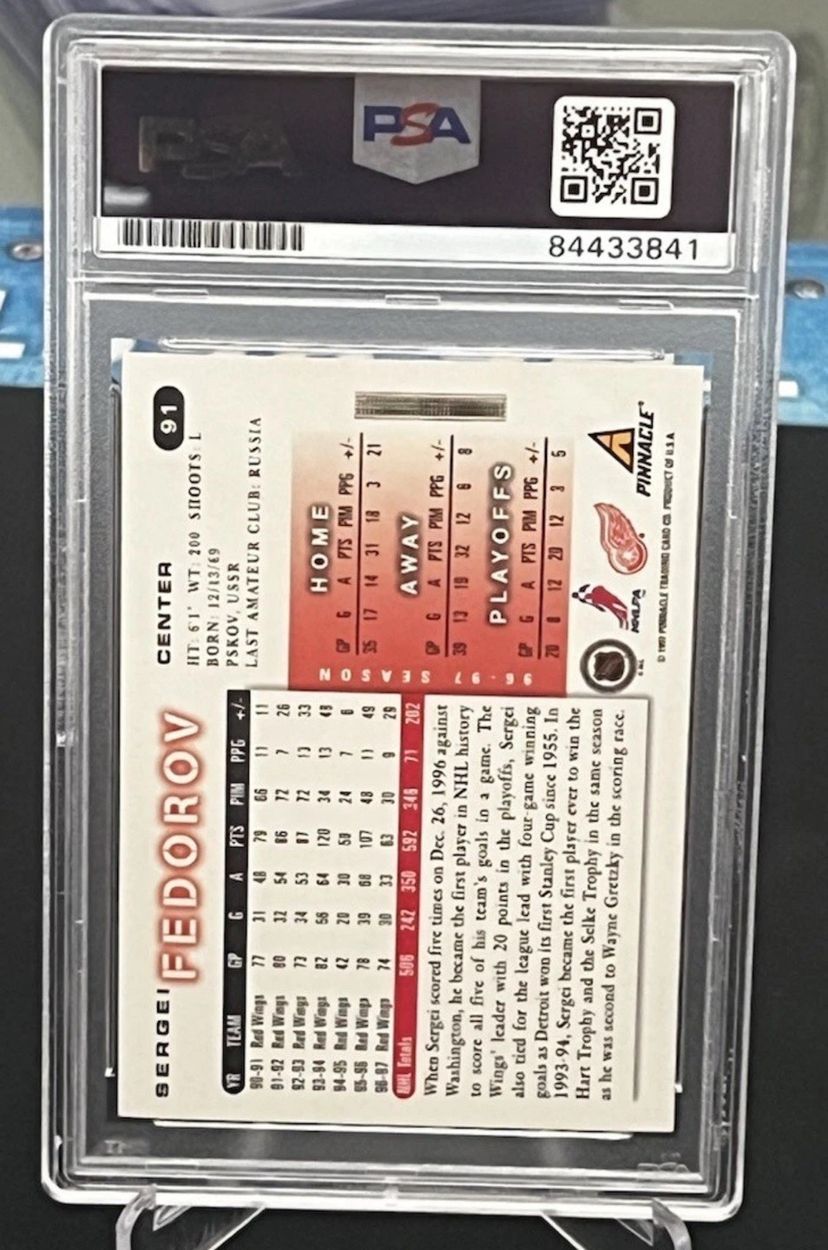 PSA
84433841
SERGEI
FEDOROV
CENTER
91
HT: 6'1" WT: 200 SHOOTS: L
BORN: 12/13/69
PSKOV, USSR
LAST AMATEUR CLUB: RUSSIA
YR TEAM GP G A PTS PIM PPG +/-
90-91 Red Wings 77 31 48 79 66 11 11
91-92 Red Wings 80 32 54 86 72 7 26
92-93 Red Wings 73 34 53 87 72 13 33
93-94 Red Wings 82 56 64 120 34 13 48
94-95 Red Wings 42 20 30 50 24 7 6
95-96 Red Wings 78 39 68 107 48 11 49
96-97 Red Wings 74 30 33 63 30 9 29
NHL Totals 506 242 350 592 346 71 202
96-97 SEASON
HOME
GP G A PTS PIM PPG +/-
35 17 14 31 18 3 21
AWAY
GP G A PTS PIM PPG +/-
39 13 19 32 12 6 8
PLAYOFFS
GP G A PTS PIM PPG +/-
20 8 12 20 12 3 5
When Sergei scored five times on Dec. 26, 1996 against
Washington, he became the first player in NHL history
to score all five of his team's goals in a game. The
Wings' leader with 20 points in the playoffs, Sergei
also tied for the league lead with four game-winning
goals as Detroit won its first Stanley Cup since 1955. In
1993-94, Sergei became the first player ever to win the
Hart Trophy and the Selke Trophy in the same season
as he was second to Wayne Gretzky in the scoring race.
NHLPA
PINNACLE
© 1997 PINNACLE TRADING CARD CO. PRODUCT OF U.S.A.